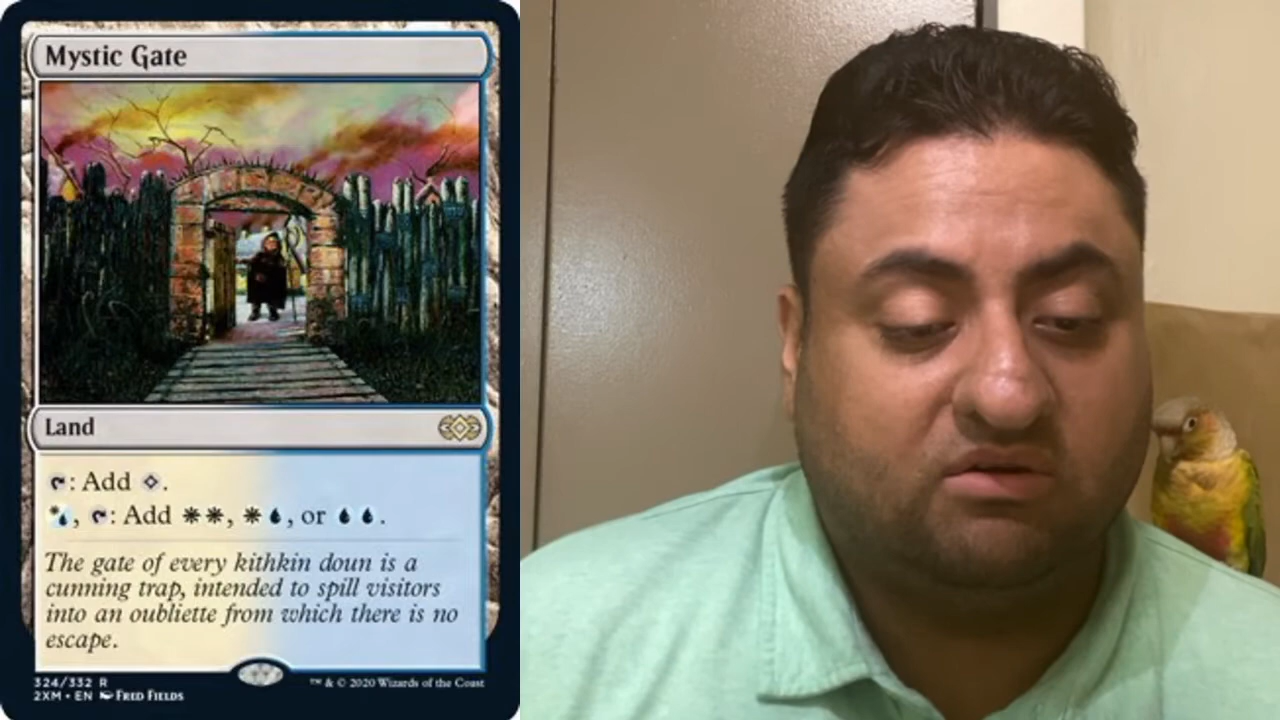 Mystic Gate
Land
: Add .
, : Add , , or .
The gate of every kithkin doun is a
cunning trap, intended to spill visitors
into an oubliette from which there is no
escape.
324/332 R
2XM • EN FRED FIELDS
™ & © 2020 Wizards of the Coast